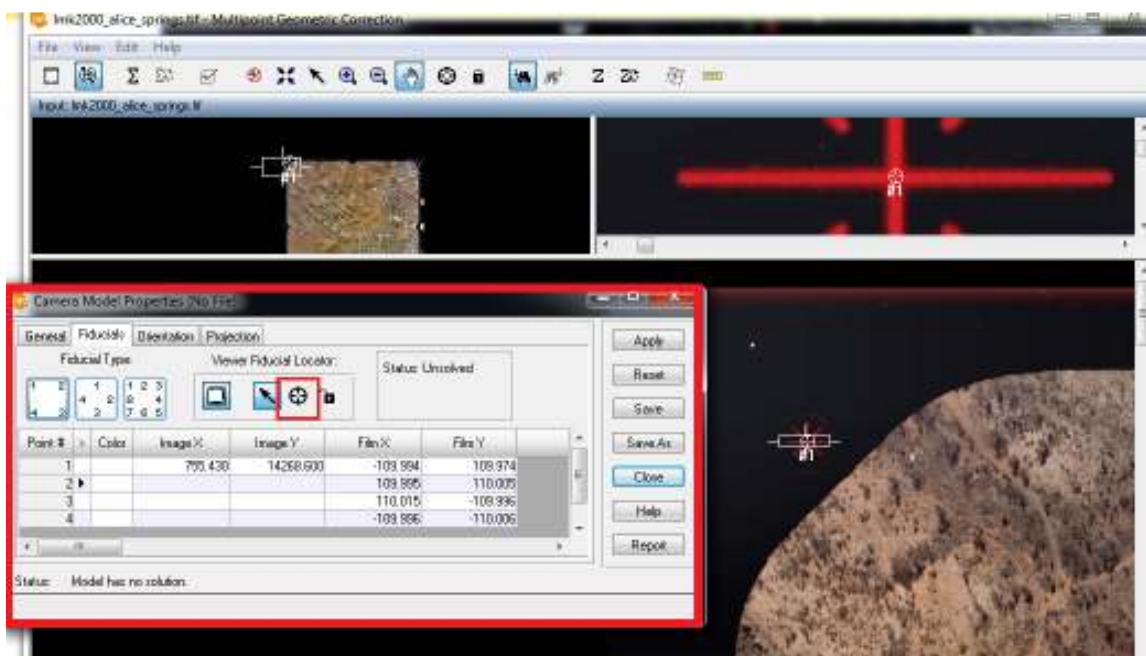 lmk2000_alice_springs.tif - Multipoint Geometric Correction
File View Edit Help
Input: lmk2000_alice_springs.tif
#1
#1
Camera Model Properties (No File)
General Fiducials Orientation Projection
Fiducial Type: Viewer Fiducial Locator: Status: Unsolved
Point # > Color Image X Image Y Film X Film Y
1 14268.600 -109.994 109.974
2 109.995 110.005
3 110.015 -109.996
4 -109.996 -110.006
Status: Model has no solution.
Apply
Reset
Save
Save As
Close
Help
Report
#1